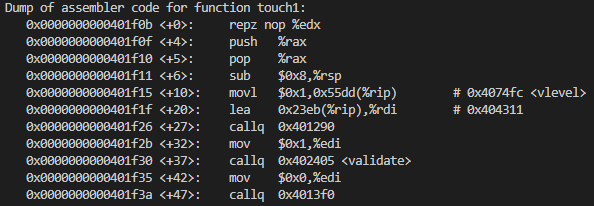 Dump of assembler code for function touch1:
0x0000000000401f0b <+0>: repz nop %edx
0x0000000000401f0f <+4>: push %rax
0x0000000000401f10 <+5>: pop %rax
0x0000000000401f11 <+6>: sub $0x8,%rsp
0x0000000000401f15 <+10>: movl $0x1,0x55dd(%rip) # 0x4074fc <vlevel>
0x0000000000401f1f <+20>: lea 0x23eb(%rip),%rdi # 0x404311
0x0000000000401f26 <+27>: callq 0x401290
0x0000000000401f2b <+32>: mov $0x1,%edi
0x0000000000401f30 <+37>: callq 0x402405 <validate>
0x0000000000401f35 <+42>: mov $0x0,%edi
0x0000000000401f3a <+47>: callq 0x4013f0